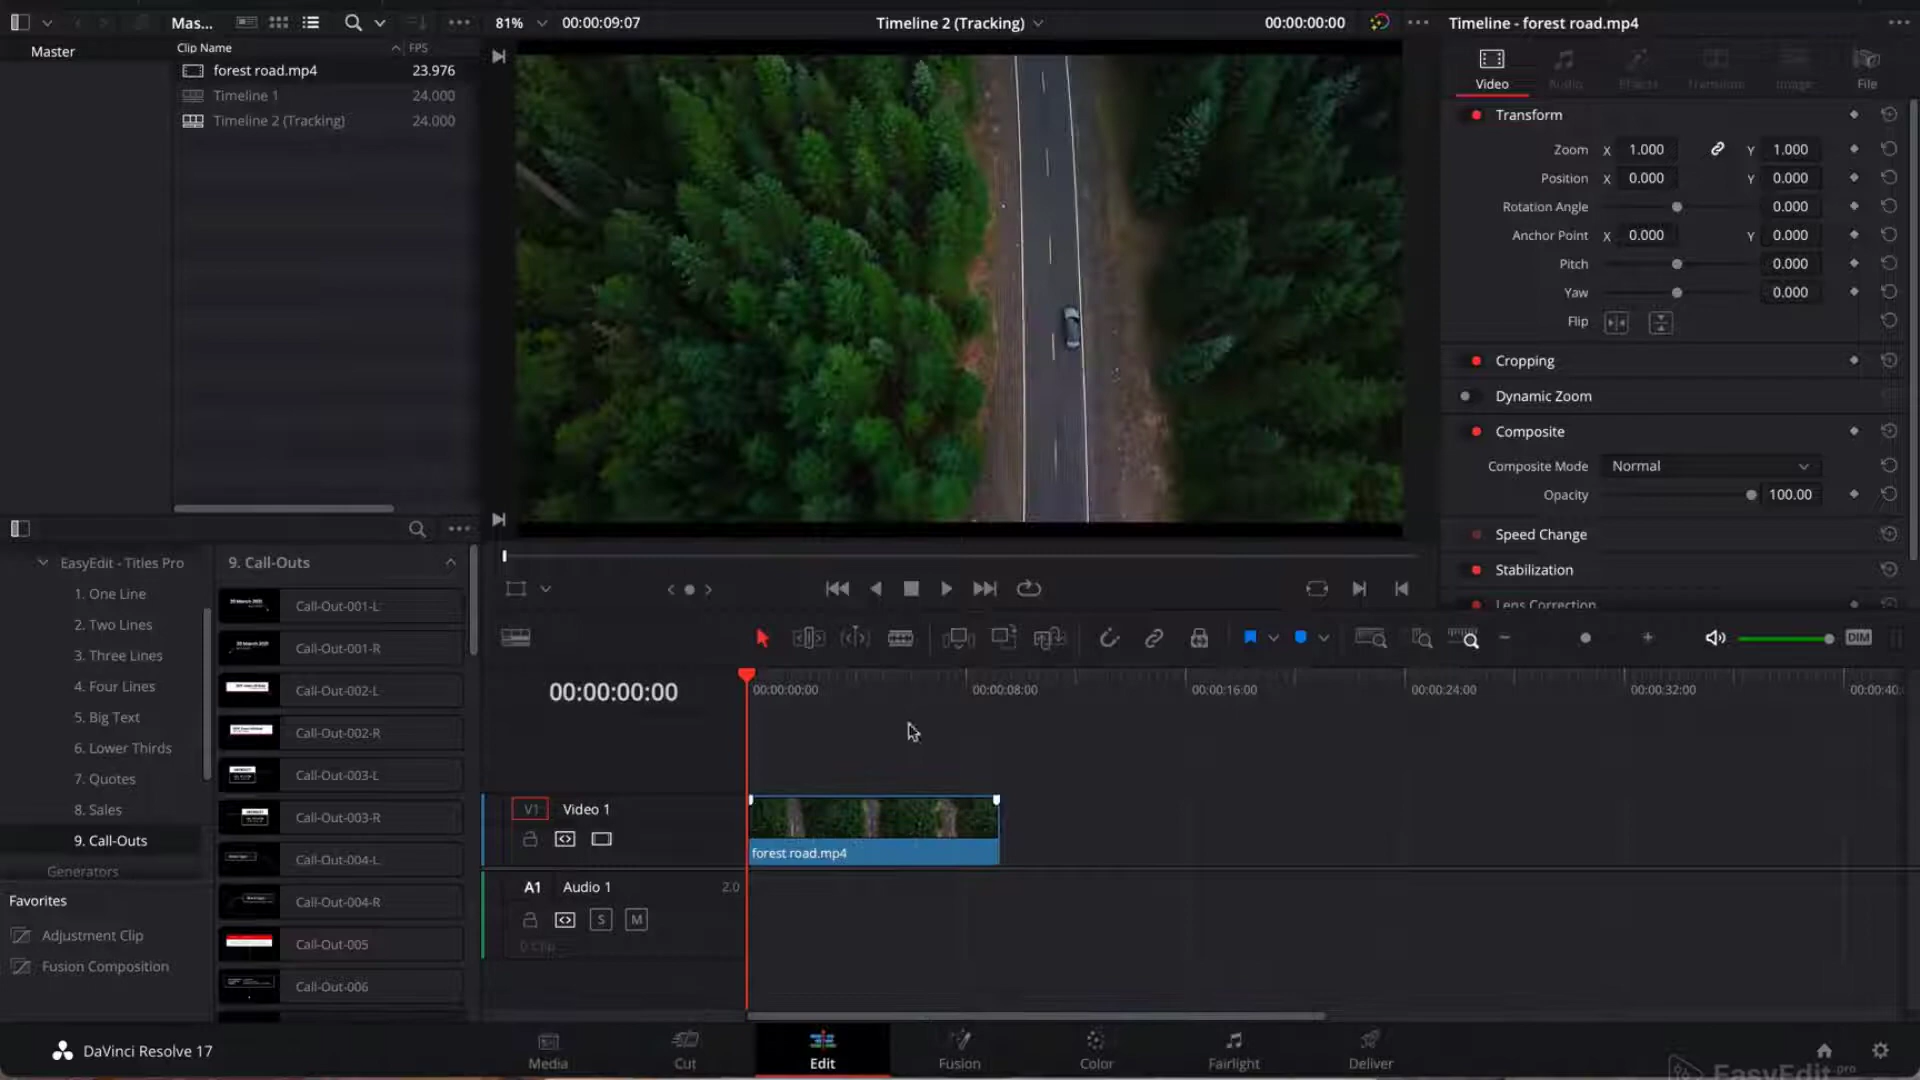 Mas...
81%
00:00:09:07
Timeline 2 (Tracking)
00:00:00:00
Timeline - forest road.mp4
Master
Clip Name
FPS
forest road.mp4
23.976
Timeline 1
24.000
Timeline 2 (Tracking)
24.000
Video
Audio
Effects
Transition
Image
File
Transform
Zoom
X
1.000
Y
1.000
Position
X
0.000
Y
0.000
Rotation Angle
0.000
Anchor Point
X
0.000
Y
0.000
Pitch
0.000
Yaw
0.000
Flip
Cropping
Dynamic Zoom
Composite
Composite Mode
Normal
Opacity
100.00
Speed Change
Stabilization
Lens Correction
EasyEdit - Titles Pro
1. One Line
2. Two Lines
3. Three Lines
4. Four Lines
5. Big Text
6. Lower Thirds
7. Quotes
8. Sales
9. Call-Outs
Generators
Favorites
Adjustment Clip
Fusion Composition
9. Call-Outs
Call-Out-001-L
Call-Out-001-R
Call-Out-002-L
Call-Out-002-R
Call-Out-003-L
Call-Out-003-R
Call-Out-004-L
Call-Out-004-R
Call-Out-005
Call-Out-006
DIM
00:00:00:00
00:00:00:00
00:00:08:00
00:00:16:00
00:00:24:00
00:00:32:00
00:00:40:
V1
Video 1
forest road.mp4
A1
Audio 1
2.0
S
M
0 Clip
DaVinci Resolve 17
Media
Cut
Edit
Fusion
Color
Fairlight
Deliver
EasyEdit.pro